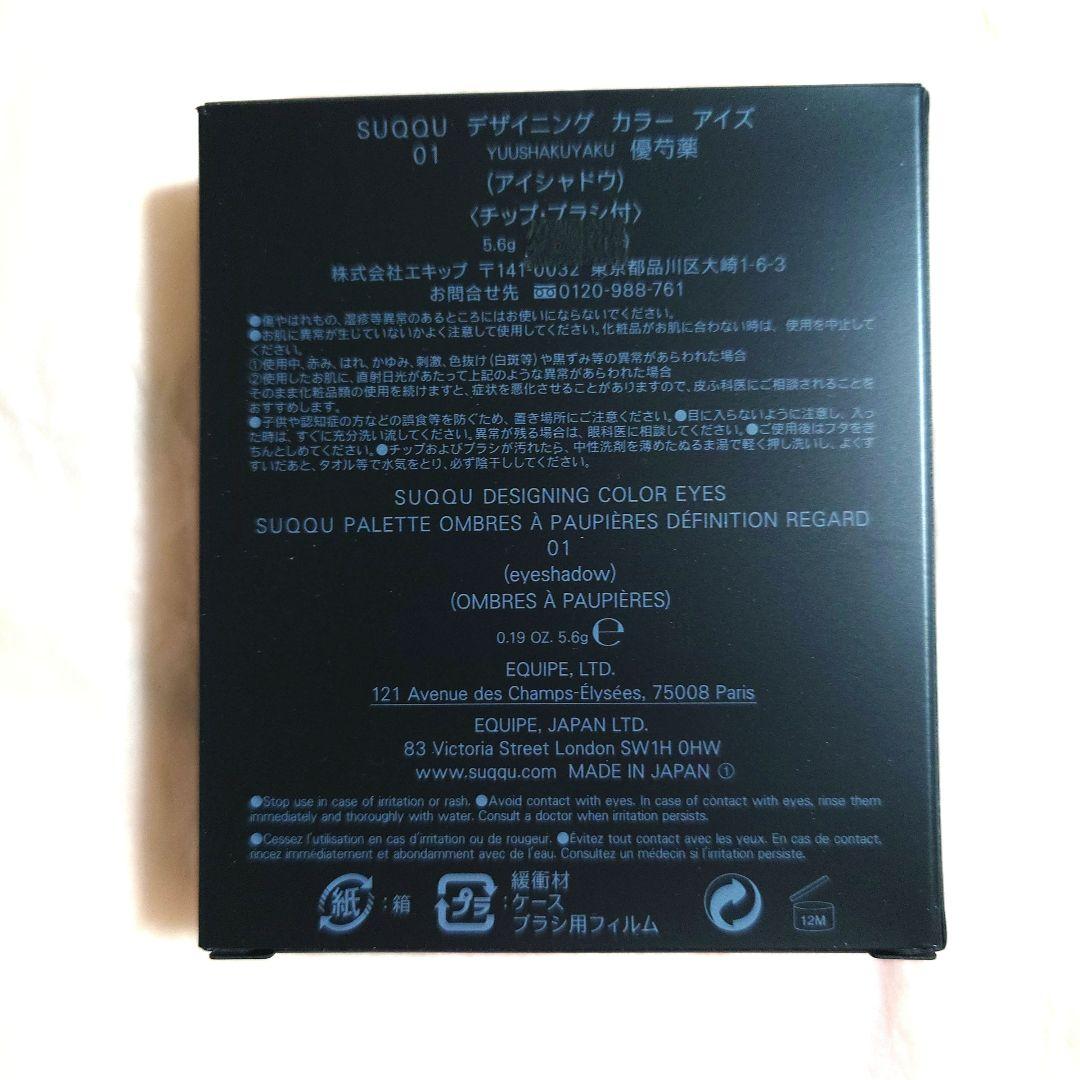 SUQQU デザイニング カラー アイズ
01 YUUSHAKUYAKU 優芍薬
(アイシャドウ)
〈チップ・ブラシ付〉
5.6g
株式会社エキップ 〒141-0032 東京都品川区大崎1-6-3
お問合せ先 0120-988-761
●傷やはれもの、湿疹等異常のあるところにはお使いにならないでください。
●お肌に異常が生じていないかよく注意して使用してください。化粧品がお肌に合わない時は、使用を中止して
ください。
①使用中、赤み、はれ、かゆみ、刺激、色抜け(白斑等)や黒ずみ等の異常があらわれた場合
②使用したお肌に、直射日光があたって上記のような異常があらわれた場合
そのまま化粧品類の使用を続けますと、症状を悪化させることがありますので、皮ふ科医にご相談されることを
おすすめします。
●子供や認知症の方などの誤食等を防ぐため、置き場所にご注意ください。●目に入らないように注意し、入っ
た時は、すぐに充分洗い流してください。異常が残る場合は、眼科医に相談してください。●ご使用後はフタをき
ちんとしめてください。●チップおよびブラシが汚れたら、中性洗剤を薄めたぬるま湯で軽く押し洗いし、よくす
すいだあと、タオル等で水気をとり、必ず陰干ししてください。
SUQQU DESIGNING COLOR EYES
SUQQU PALETTE OMBRES À PAUPIÈRES DÉFINITION REGARD
01
(eyeshadow)
(OMBRES À PAUPIÈRES)
0.19 OZ. 5.6g ℮
EQUIPE, LTD.
121 Avenue des Champs-Élysées, 75008 Paris
EQUIPE, JAPAN LTD.
83 Victoria Street London SW1H 0HW
www.suqqu.com MADE IN JAPAN ①
●Stop use in case of irritation or rash. ●Avoid contact with eyes. In case of contact with eyes, rinse them
immediately and thoroughly with water. Consult a doctor when irritation persists.
●Cessez l'utilisation en cas d'irritation ou de rougeur. ●Évitez tout contact avec les yeux. En cas de contact,
rincez immédiatement et abondamment avec de l'eau. Consultez un médecin si l'irritation persiste.
紙 : 箱
プラ : 緩衝材
ケース
ブラシ用フィルム
12M